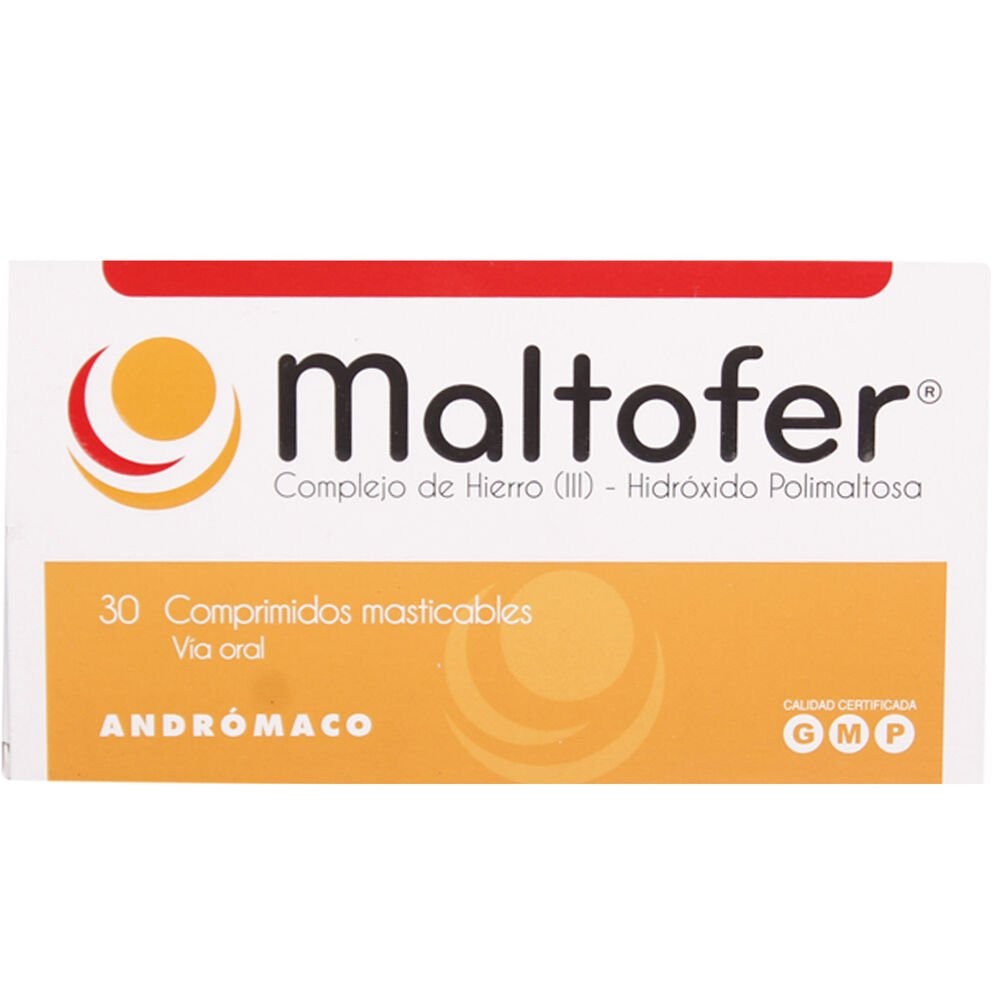 Maltofer®
Complejo de Hierro (III) - Hidróxido Polimaltosa
30 Comprimidos masticables
Vía oral
ANDRÓMACO
CALIDAD CERTIFICADA
GMP